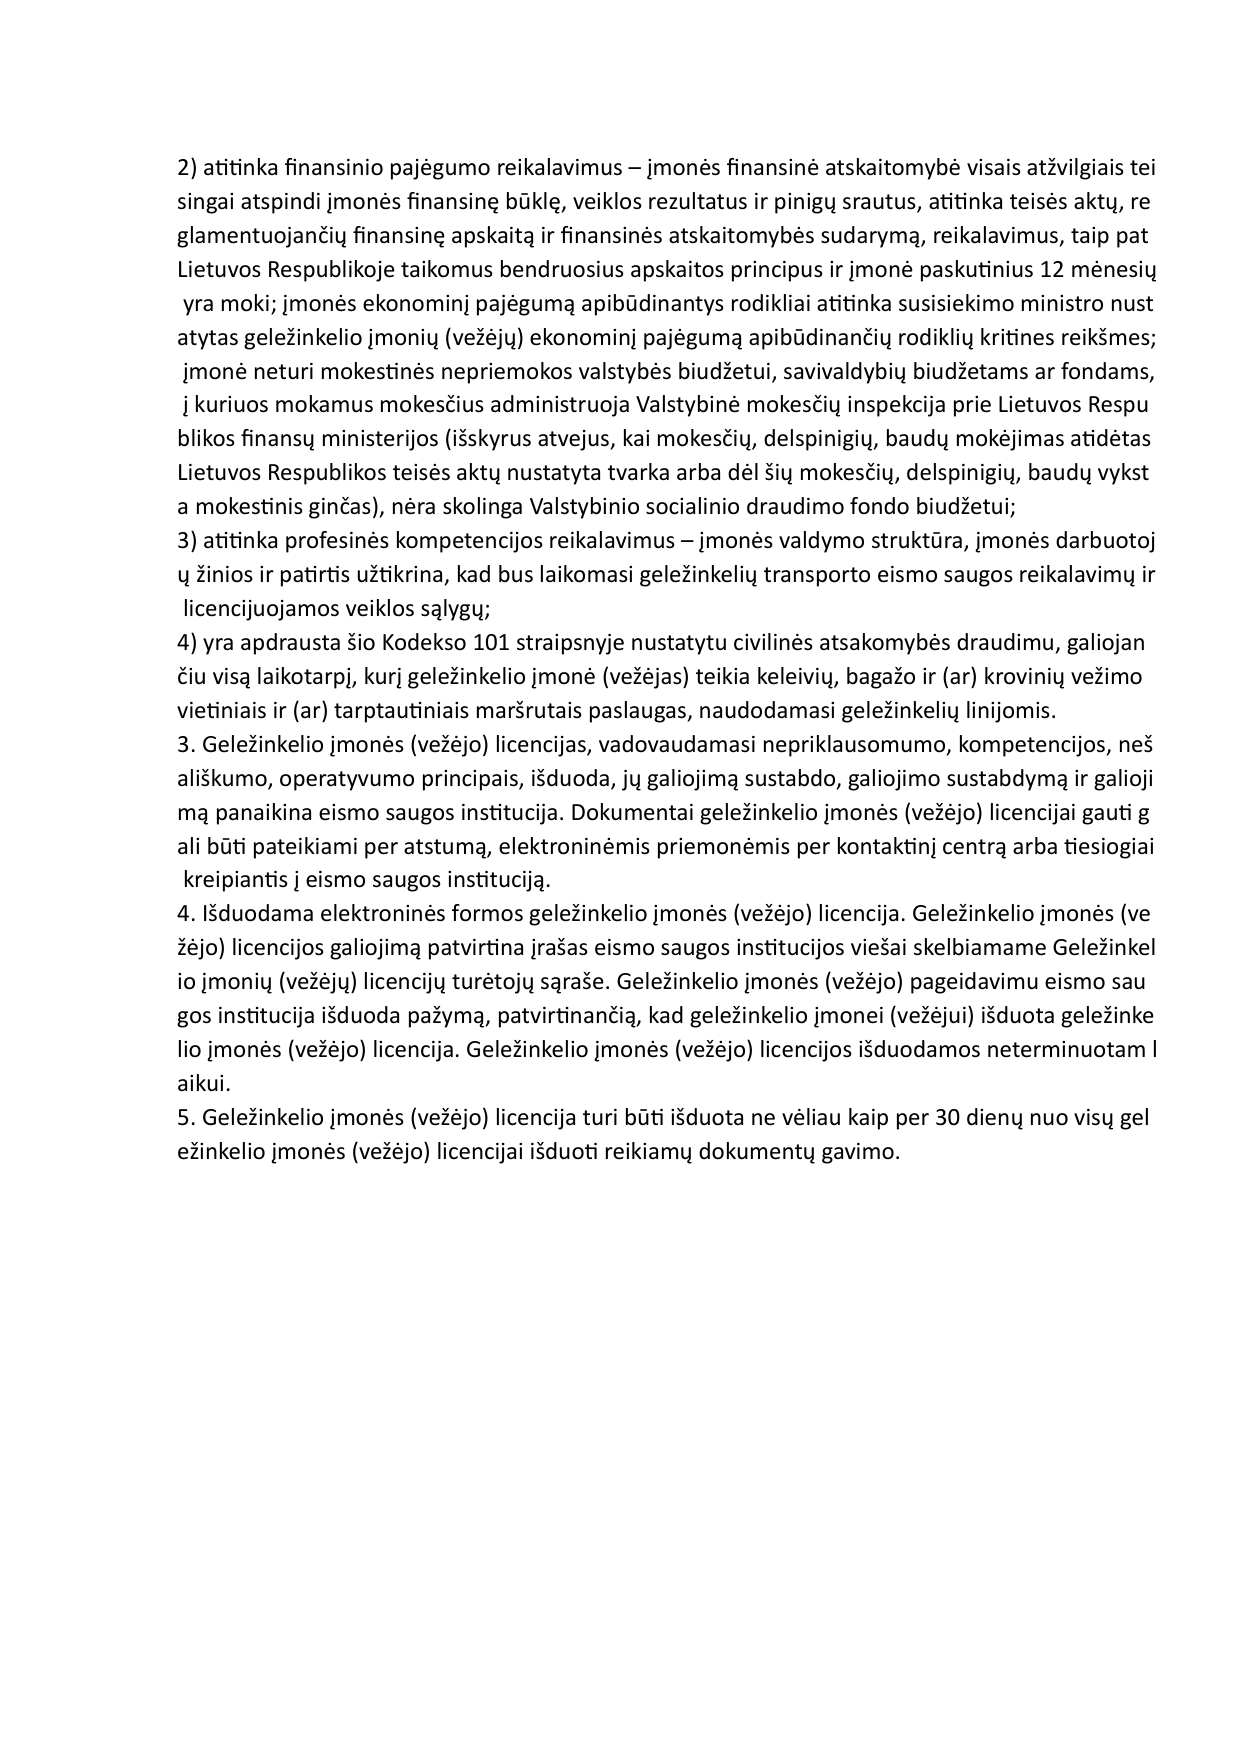 2) atitinka finansinio pajėgumo reikalavimus – įmonės finansinė atskaitomybė visais atžvilgiais tei
singai atspindi įmonės finansinę būklę, veiklos rezultatus ir pinigų srautus, atitinka teisės aktų, re
glamentuojančių finansinę apskaitą ir finansinės atskaitomybės sudarymą, reikalavimus, taip pat
Lietuvos Respublikoje taikomus bendruosius apskaitos principus ir įmonė paskutinius 12 mėnesių
yra moki; įmonės ekonominį pajėgumą apibūdinantys rodikliai atitinka susisiekimo ministro nust
atytas geležinkelio įmonių (vežėjų) ekonominį pajėgumą apibūdinančių rodiklių kritines reikšmes;
įmonė neturi mokestinės nepriemokos valstybės biudžetui, savivaldybių biudžetams ar fondams,
į kuriuos mokamus mokesčius administruoja Valstybinė mokesčių inspekcija prie Lietuvos Respu
blikos finansų ministerijos (išskyrus atvejus, kai mokesčių, delspinigių, baudų mokėjimas atidėtas
Lietuvos Respublikos teisės aktų nustatyta tvarka arba dėl šių mokesčių, delspinigių, baudų vykst
a mokestinis ginčas), nėra skolinga Valstybinio socialinio draudimo fondo biudžetui;
3) atitinka profesinės kompetencijos reikalavimus – įmonės valdymo struktūra, įmonės darbuotoj
ų žinios ir patirtis užtikrina, kad bus laikomasi geležinkelių transporto eismo saugos reikalavimų ir
licencijuojamos veiklos sąlygų;
4) yra apdrausta šio Kodekso 101 straipsnyje nustatytu civilinės atsakomybės draudimu, galiojan
čiu visą laikotarpį, kurį geležinkelio įmonė (vežėjas) teikia keleivių, bagažo ir (ar) krovinių vežimo
vietiniais ir (ar) tarptautiniais maršrutais paslaugas, naudodamasi geležinkelių linijomis.
3. Geležinkelio įmonės (vežėjo) licencijas, vadovaudamasi nepriklausomumo, kompetencijos, neš
ališkumo, operatyvumo principais, išduoda, jų galiojimą sustabdo, galiojimo sustabdymą ir galioji
mą panaikina eismo saugos institucija. Dokumentai geležinkelio įmonės (vežėjo) licencijai gauti g
ali būti pateikiami per atstumą, elektroninėmis priemonėmis per kontaktinį centrą arba tiesiogiai
kreipiantis į eismo saugos instituciją.
4. Išduodama elektroninės formos geležinkelio įmonės (vežėjo) licencija. Geležinkelio įmonės (ve
žėjo) licencijos galiojimą patvirtina įrašas eismo saugos institucijos viešai skelbiamame Geležinkel
io įmonių (vežėjų) licencijų turėtojų sąraše. Geležinkelio įmonės (vežėjo) pageidavimu eismo sau
gos institucija išduoda pažymą, patvirtinančią, kad geležinkelio įmonei (vežėjui) išduota geležinke
lio įmonės (vežėjo) licencija. Geležinkelio įmonės (vežėjo) licencijos išduodamos neterminuotam l
aikui.
5. Geležinkelio įmonės (vežėjo) licencija turi būti išduota ne vėliau kaip per 30 dienų nuo visų gel
ežinkelio įmonės (vežėjo) licencijai išduoti reikiamų dokumentų gavimo.